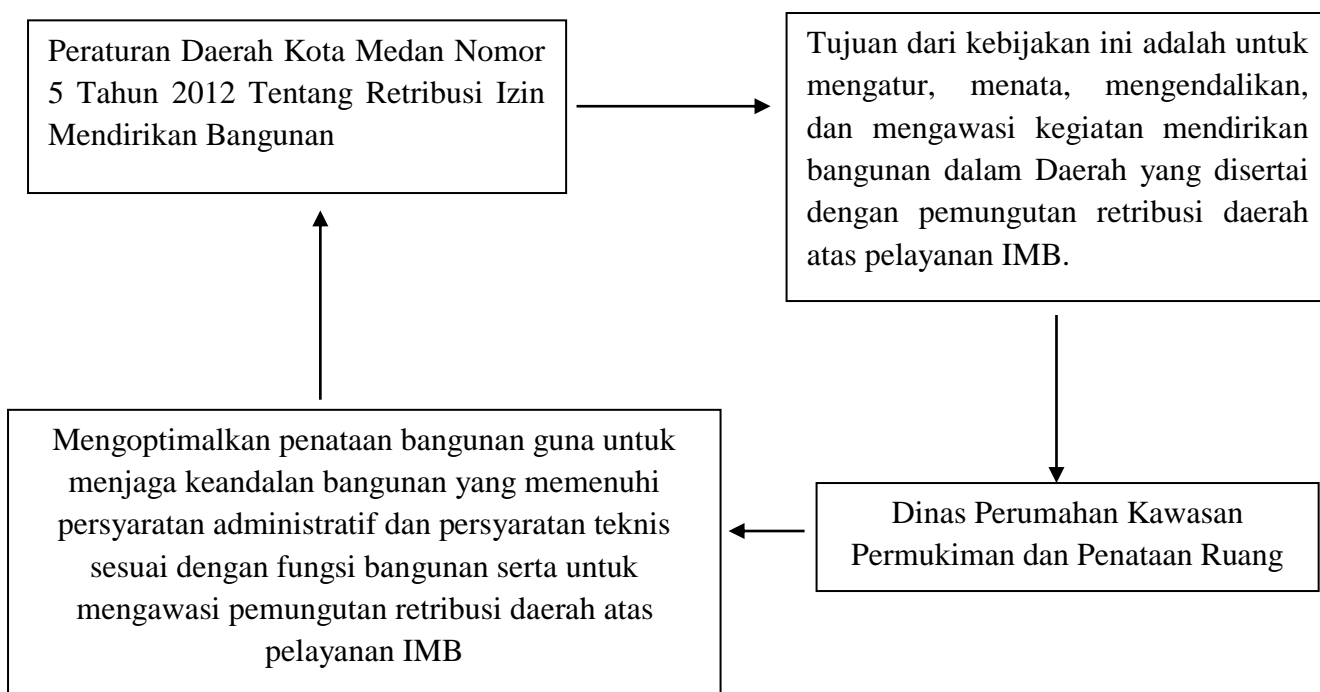 Peraturan Daerah Kota Medan Nomor
5 Tahun 2012 Tentang Retribusi Izin
Mendirikan Bangunan
Tujuan dari kebijakan ini adalah untuk
mengatur, menata, mengendalikan,
dan mengawasi kegiatan mendirikan
bangunan dalam Daerah yang disertai
dengan pemungutan retribusi daerah
atas pelayanan IMB.
Dinas Perumahan Kawasan
Permukiman dan Penataan Ruang
Mengoptimalkan penataan bangunan guna untuk
menjaga keandalan bangunan yang memenuhi
persyaratan administratif dan persyaratan teknis
sesuai dengan fungsi bangunan serta untuk
mengawasi pemungutan retribusi daerah atas
pelayanan IMB